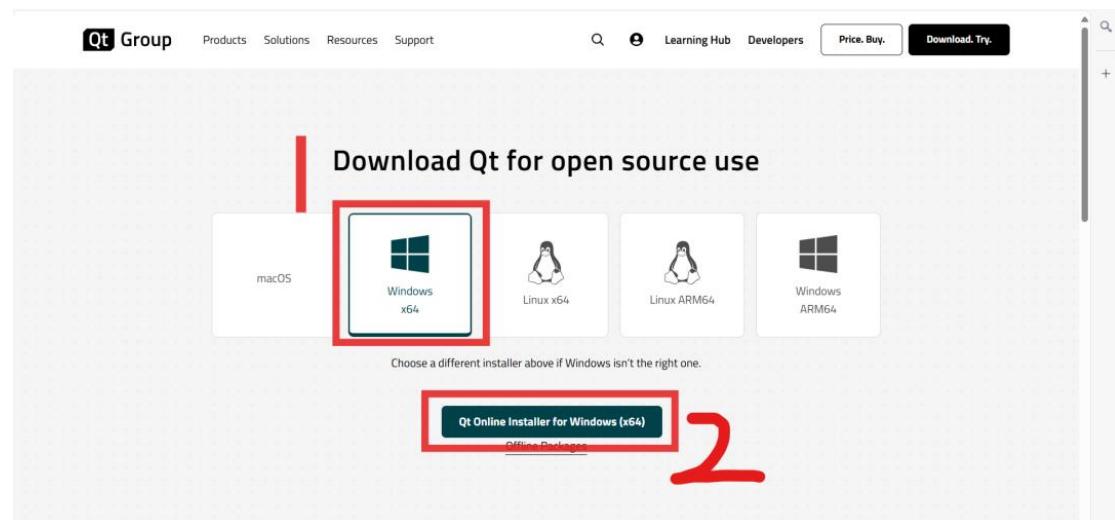 Qt Group Products Solutions Resources Support Learning Hub Developers Price. Buy. Download. Try.
1
Download Qt for open source use
macOS
Windows
x64
Linux x64
Linux ARM64
Windows
ARM64
Choose a different installer above if Windows isn't the right one.
Qt Online Installer for Windows (x64)
Offline Packages
2